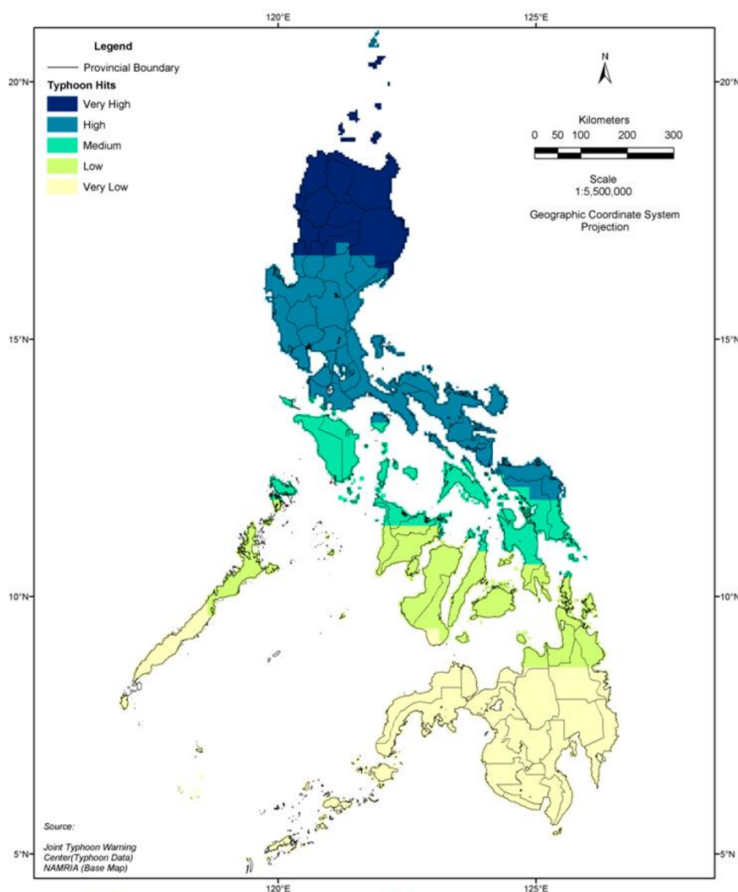 120°E 125°E
Legend
Provincial Boundary
Typhoon Hits
Very High
High
Medium
Low
Very Low
N
Kilometers
0 50 100 200 300
Scale
1:5,500,000
Geographic Coordinate System
Projection
20°N 20°N
15°N 15°N
10°N 10°N
5°N 5°N
Source:
Joint Typhoon Warning
Center(Typhoon Data)
NAMRIA (Base Map)
120°E 125°E